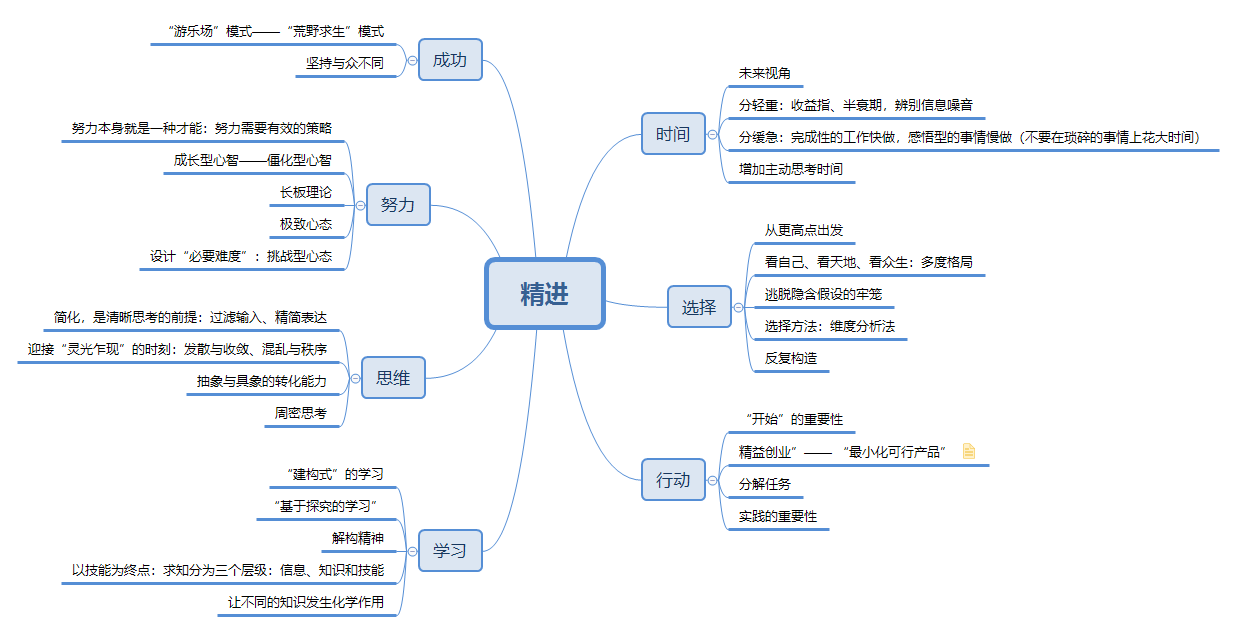 精进
时间
未来视角
分轻重：收益指、半衰期，辨别信息噪音
分缓急：完成性的工作快做，感悟型的事情慢做（不要在琐碎的事情上花大时间）
增加主动思考时间
选择
从更高点出发
看自己、看天地、看众生：多度格局
逃脱隐含假设的牢笼
选择方法：维度分析法
反复构造
行动
“开始”的重要性
精益创业”——“最小化可行产品”
分解任务
实践的重要性
学习
“建构式”的学习
“基于探究的学习”
解构精神
以技能为终点：求知分为三个层级：信息、知识和技能
让不同的知识发生化学作用
思维
简化，是清晰思考的前提：过滤输入、精简表达
迎接“灵光乍现”的时刻：发散与收敛、混乱与秩序
抽象与具象的转化能力
周密思考
努力
努力本身就是一种才能：努力需要有效的策略
成长型心智——僵化型心智
长板理论
极致心态
设计“必要难度”：挑战型心态
成功
“游乐场”模式——“荒野求生”模式
坚持与众不同